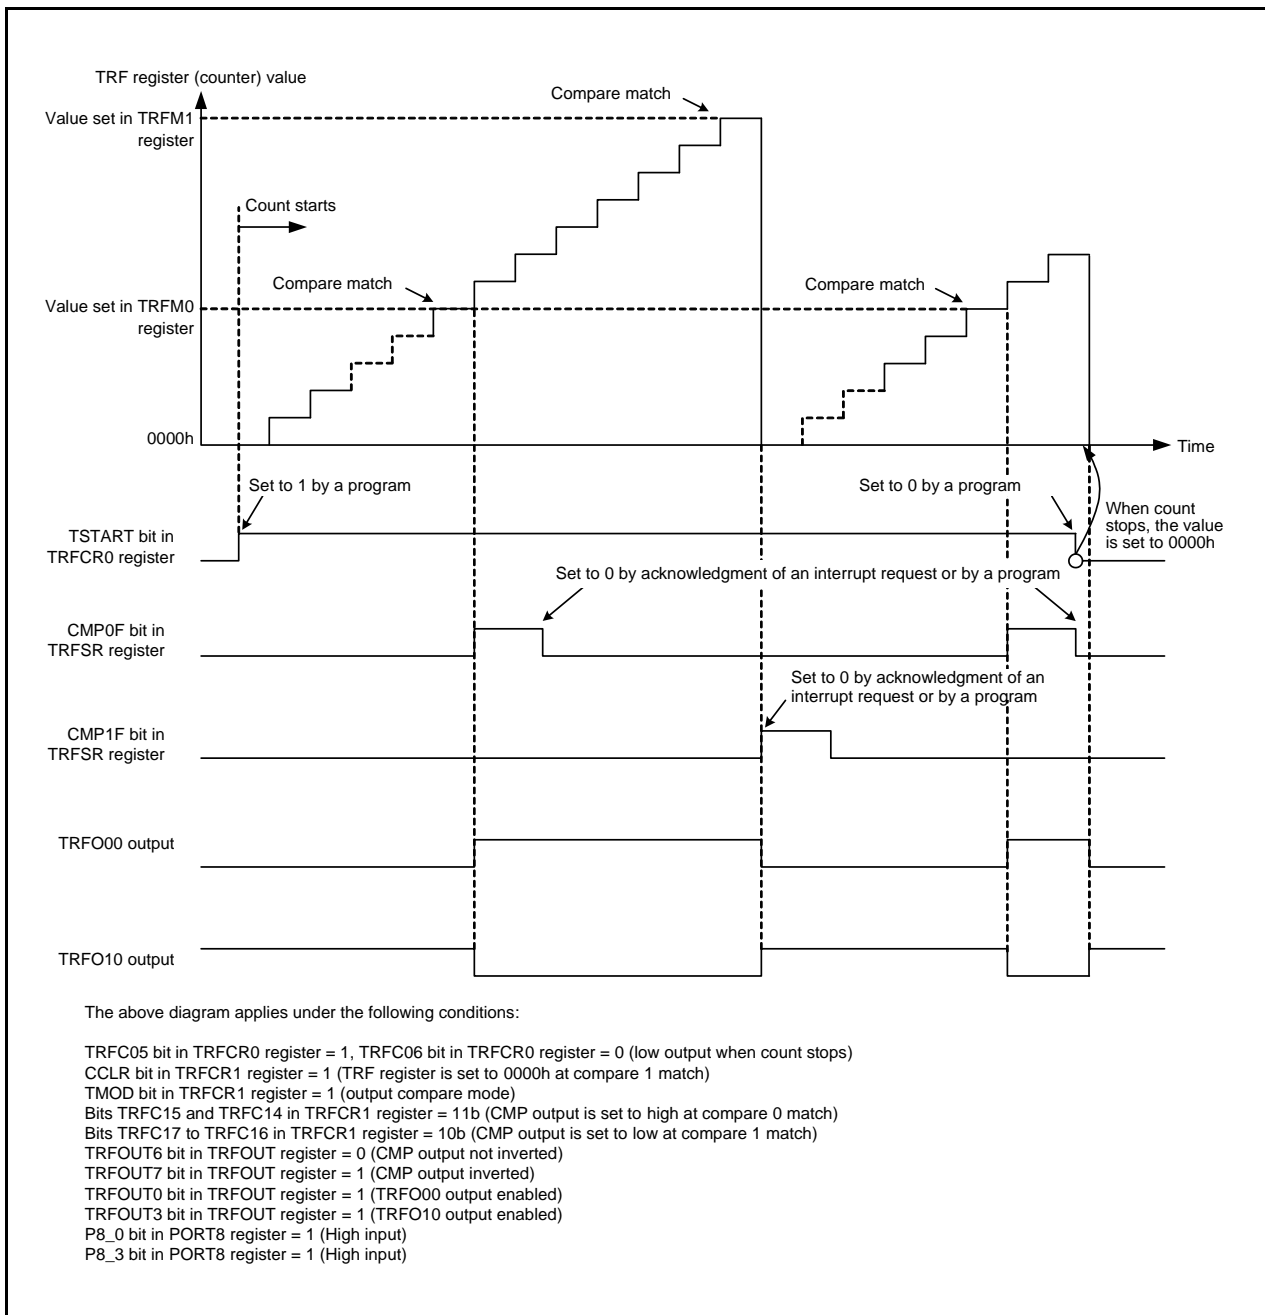 TRF register (counter) value
Compare match
Value set in TRFM1
register
Count starts
Compare match
Compare match
Value set in TRFM0
register
0000h
Time
Set to 1 by a program
Set to 0 by a program
When count
stops, the value
is set to 0000h
TSTART bit in
TRFCR0 register
Set to 0 by acknowledgment of an interrupt request or by a program
CMP0F bit in
TRFSR register
Set to 0 by acknowledgment of an
interrupt request or by a program
CMP1F bit in
TRFSR register
TRFO00 output
TRFO10 output
The above diagram applies under the following conditions:
TRFC05 bit in TRFCR0 register = 1, TRFC06 bit in TRFCR0 register = 0 (low output when count stops)
CCLR bit in TRFCR1 register = 1 (TRF register is set to 0000h at compare 1 match)
TMOD bit in TRFCR1 register = 1 (output compare mode)
Bits TRFC15 and TRFC14 in TRFCR1 register = 11b (CMP output is set to high at compare 0 match)
Bits TRFC17 to TRFC16 in TRFCR1 register = 10b (CMP output is set to low at compare 1 match)
TRFOUT6 bit in TRFOUT register = 0 (CMP output not inverted)
TRFOUT7 bit in TRFOUT register = 1 (CMP output inverted)
TRFOUT0 bit in TRFOUT register = 1 (TRFO00 output enabled)
TRFOUT3 bit in TRFOUT register = 1 (TRFO10 output enabled)
P8_0 bit in PORT8 register = 1 (High input)
P8_3 bit in PORT8 register = 1 (High input)